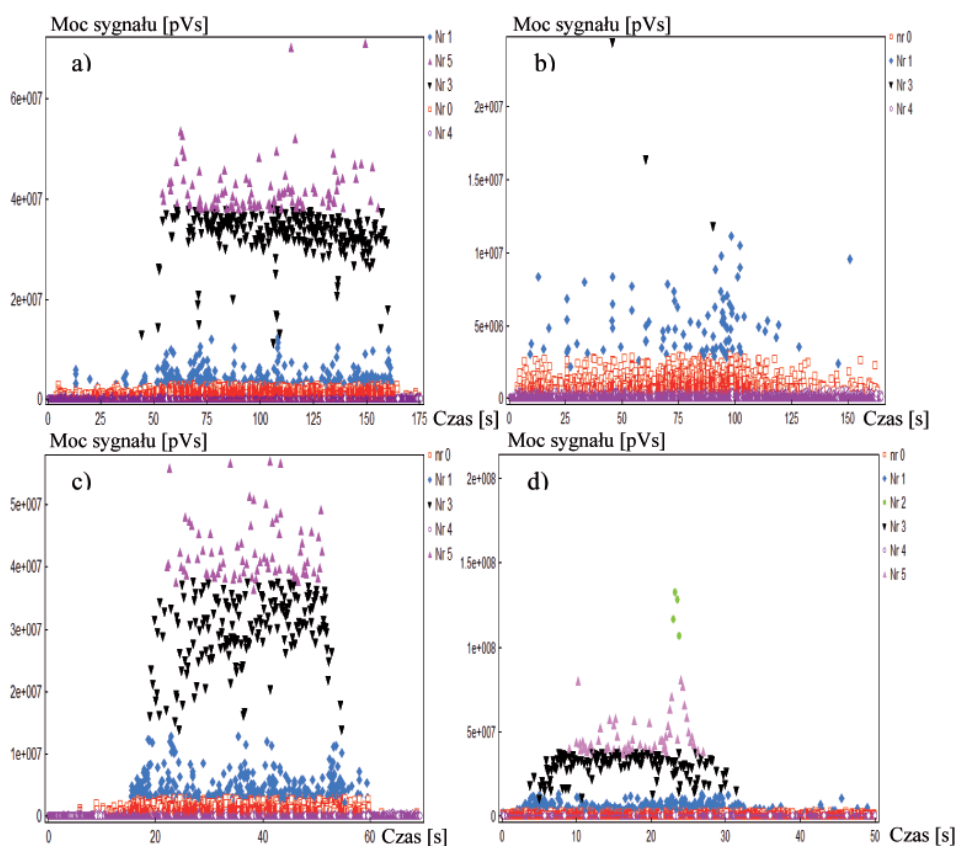 Moc sygnału [pVs]
a)
Nr 1
Nr 5
Nr 3
Nr 0
Nr 4
6e+007
4e+007
2e+007
0
0 25 50 75 100 125 150 175
Czas [s]
Moc sygnału [pVs]
b)
nr 0
Nr 1
Nr 3
Nr 4
2e+007
1.5e+007
1e+007
5e+006
0
0 25 50 75 100 125 150
Czas [s]
Moc sygnału [pVs]
c)
nr 0
Nr 1
Nr 3
Nr 4
Nr 5
5e+007
4e+007
3e+007
2e+007
1e+007
0
0 20 40 60
Czas [s]
Moc sygnału [pVs]
d)
nr 0
Nr 1
Nr 2
Nr 3
Nr 4
Nr 5
2e+008
1.5e+008
1e+008
5e+007
0
0 10 20 30 40 50
Czas [s]